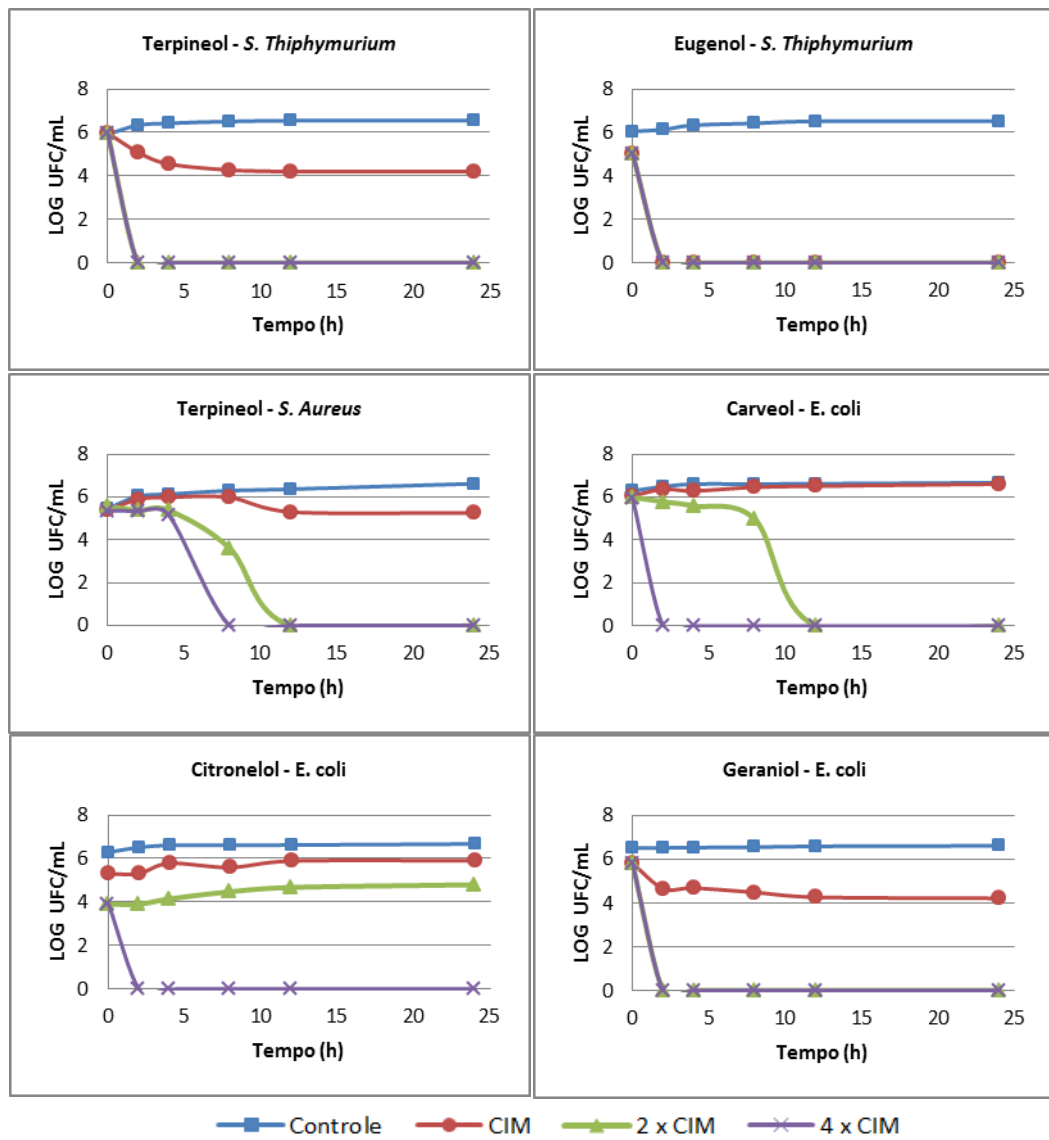 Terpineol - S. Thiphymurium
LOG UFC/mL
8
6
4
2
0
0 5 10 15 20 25
Tempo (h)
Eugenol - S. Thiphymurium
LOG UFC/mL
8
6
4
2
0
0 5 10 15 20 25
Tempo (h)
Terpineol - S. Aureus
LOG UFC/mL
8
6
4
2
0
0 5 10 15 20 25
Tempo (h)
Carveol - E. coli
LOG UFC/mL
8
6
4
2
0
0 5 10 15 20 25
Tempo (h)
Citronelol - E. coli
LOG UFC/mL
8
6
4
2
0
0 5 10 15 20 25
Tempo (h)
Geraniol - E. coli
LOG UFC/mL
8
6
4
2
0
0 5 10 15 20 25
Tempo (h)
Controle CIM 2 x CIM 4 x CIM